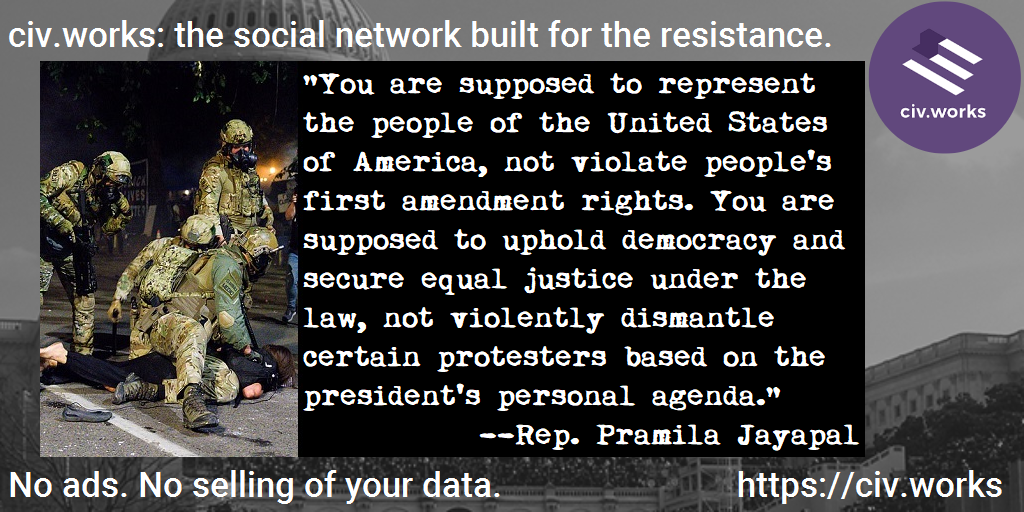 civ.works: the social network built for the resistance.
civ.works
"You are supposed to represent
the people of the United States
of America, not violate people's
first amendment rights. You are
supposed to uphold democracy and
secure equal justice under the
law, not violently dismantle
certain protesters based on the
president's personal agenda."
--Rep. Pramila Jayapal
No ads. No selling of your data.
https://civ.works